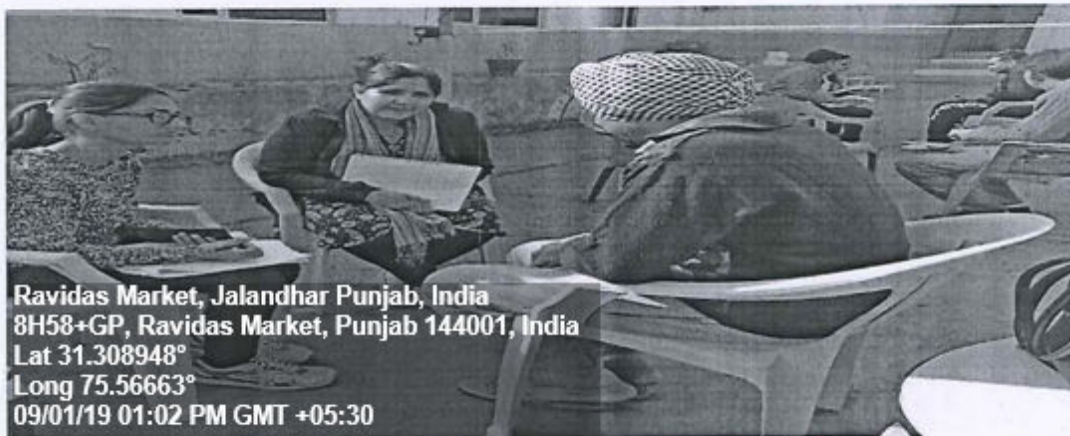 Ravidas Market, Jalandhar Punjab, India
8H58+GP, Ravidas Market, Punjab 144001, India
Lat 31.308948°
Long 75.56663°
09/01/19 01:02 PM GMT +05:30